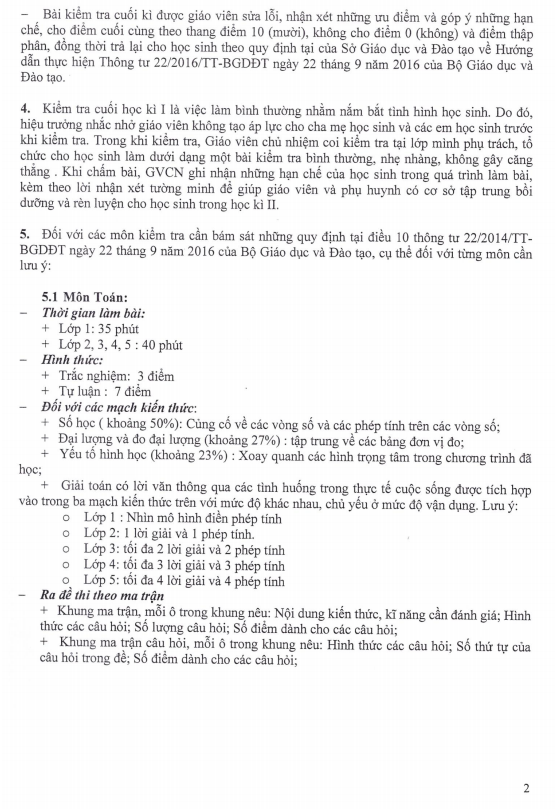 – Bài kiểm tra cuối kì được giáo viên sửa lỗi, nhận xét những ưu điểm và góp ý những hạn
chế, cho điểm cuối cùng theo thang điểm 10 (mười), không cho điểm 0 (không) và điểm thập
phân, đồng thời trả lại cho học sinh theo quy định tại của Sở Giáo dục và Đào tạo về Hướng
dẫn thực hiện Thông tư 22/2016/TT-BGDĐT ngày 22 tháng 9 năm 2016 của Bộ Giáo dục và
Đào tạo.
4. Kiểm tra cuối học kì I là việc làm bình thường nhằm nắm bắt tình hình học sinh. Do đó,
hiệu trưởng nhắc nhở giáo viên không tạo áp lực cho cha mẹ học sinh và các em học sinh trước
khi kiểm tra. Trong khi kiểm tra, Giáo viên chủ nhiệm coi kiểm tra tại lớp mình phụ trách, tổ
chức cho học sinh làm dưới dạng một bài kiểm tra bình thường, nhẹ nhàng, không gây căng
thẳng . Khi chấm bài, GVCN ghi nhận những hạn chế của học sinh trong quá trình làm bài,
kèm theo lời nhận xét tường minh để giúp giáo viên và phụ huynh có cơ sở tập trung bồi
dưỡng và rèn luyện cho học sinh trong học kì II.
5. Đối với các môn kiểm tra cần bám sát những quy định tại điều 10 thông tư 22/2014/TT-
BGDĐT ngày 22 tháng 9 năm 2016 của Bộ Giáo dục và Đào tạo, cụ thể đối với từng môn cần
lưu ý:
5.1 Môn Toán:
– Thời gian làm bài:
+ Lớp 1: 35 phút
+ Lớp 2, 3, 4, 5 : 40 phút
– Hình thức:
+ Trắc nghiệm: 3 điểm
+ Tự luận : 7 điểm
– Đối với các mạch kiến thức:
+ Số học ( khoảng 50%): Củng cố về các vòng số và các phép tính trên các vòng số;
+ Đại lượng và đo đại lượng (khoảng 27%) : tập trung về các bảng đơn vị đo;
+ Yếu tố hình học (khoảng 23%) : Xoay quanh các hình trọng tâm trong chương trình đã
học;
+ Giải toán có lời văn thông qua các tình huống trong thực tế cuộc sống được tích hợp
vào trong ba mạch kiến thức trên với mức độ khác nhau, chủ yếu ở mức độ vận dụng. Lưu ý:
o Lớp 1 : Nhìn mô hình điền phép tính
o Lớp 2: 1 lời giải và 1 phép tính.
o Lớp 3: tối đa 2 lời giải và 2 phép tính
o Lớp 4: tối đa 3 lời giải và 3 phép tính
o Lớp 5: tối đa 4 lời giải và 4 phép tính
– Ra đề thi theo ma trận
+ Khung ma trận, mỗi ô trong khung nêu: Nội dung kiến thức, kĩ năng cần đánh giá; Hình
thức các câu hỏi; Số lượng câu hỏi; Số điểm dành cho các câu hỏi;
+ Khung ma trận câu hỏi, mỗi ô trong khung nêu: Hình thức các câu hỏi; Số thứ tự của
câu hỏi trong đề; Số điểm dành cho các câu hỏi;
2